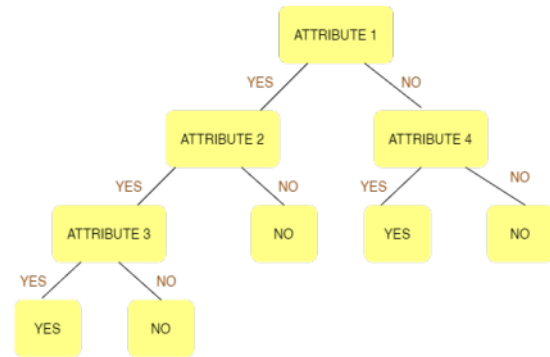 ATTRIBUTE 1
YES
NO
ATTRIBUTE 2
ATTRIBUTE 4
YES
NO
YES
NO
ATTRIBUTE 3
NO
YES
NO
YES
NO
YES
NO